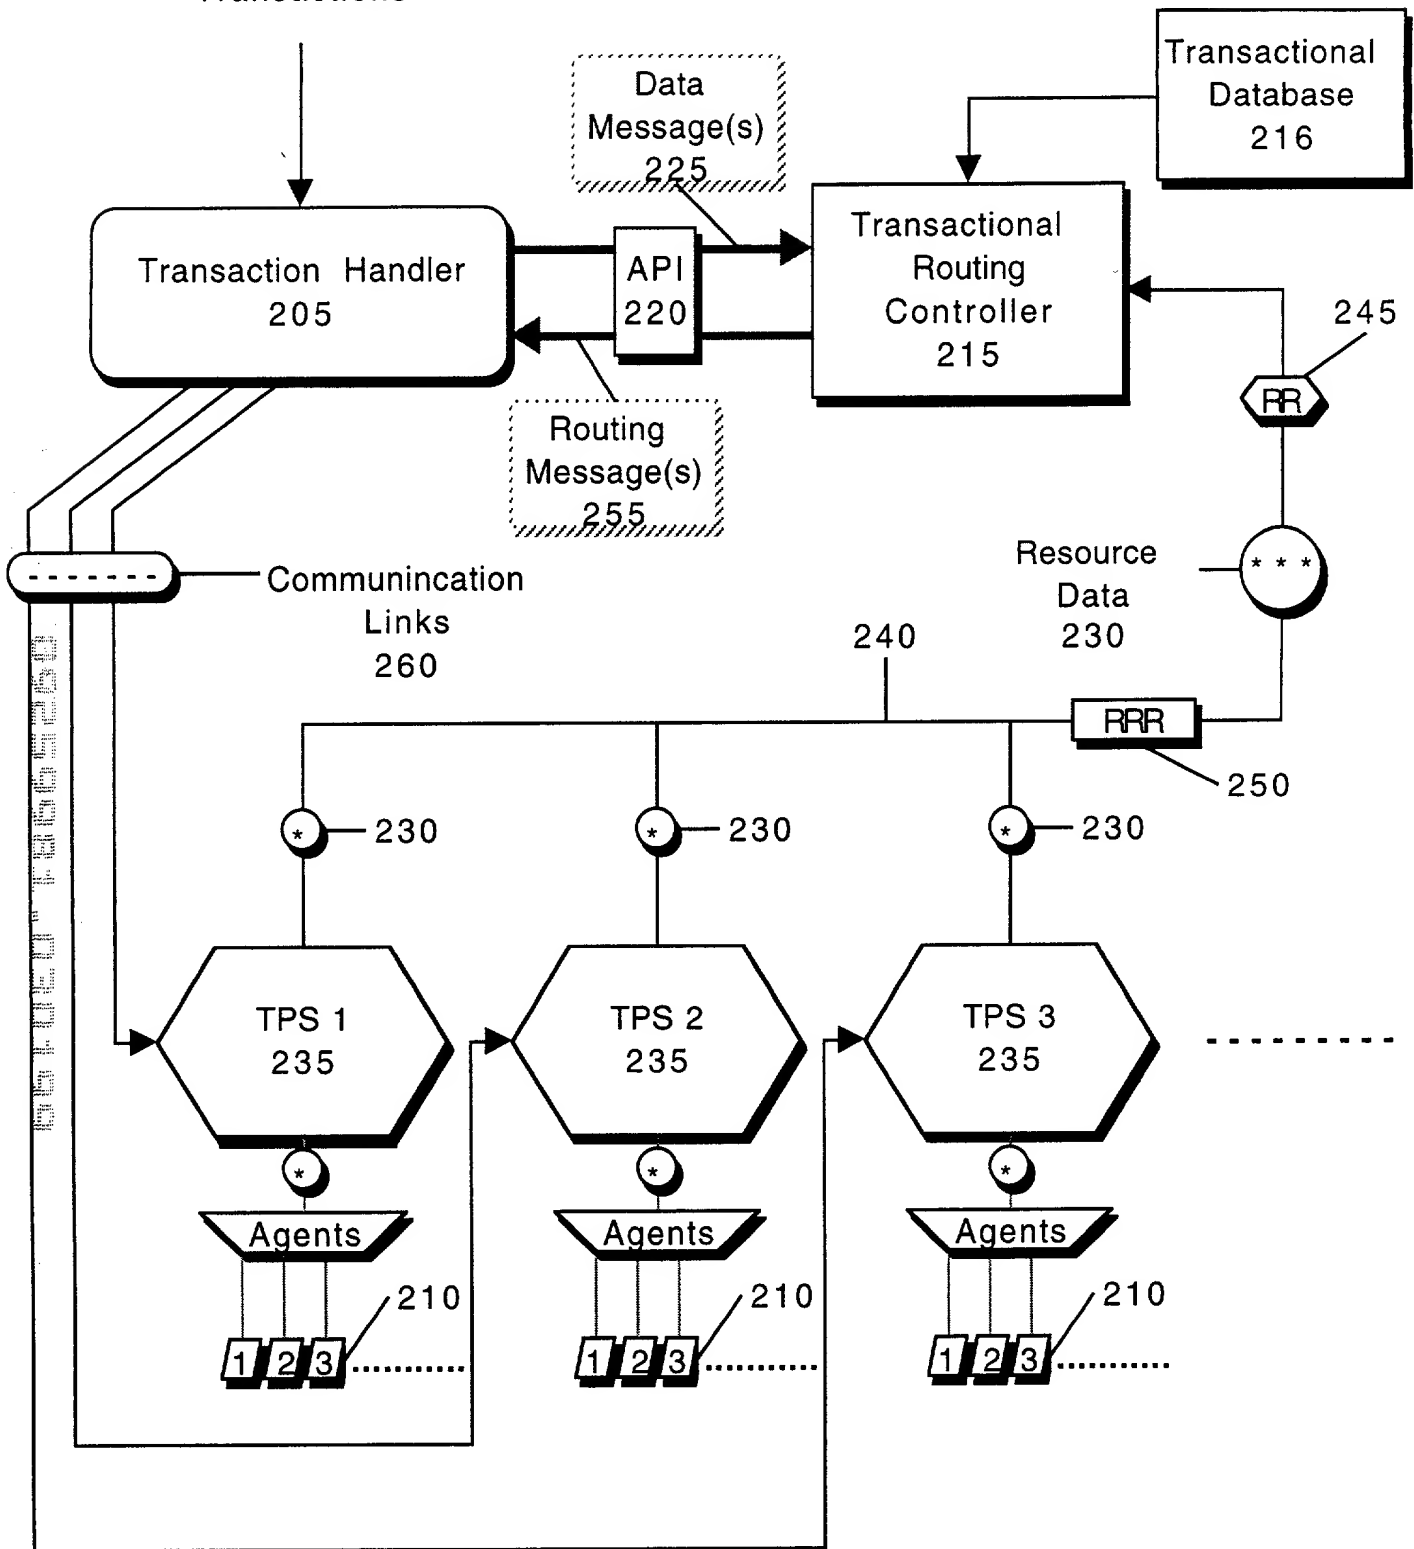 Transactional
Database
216
Data
Message(s)
225
Transaction Handler
205
API
220
Transactional
Routing
Controller
215
245
RR
Routing
Message(s)
255
* * *
Resource
Data
230
- - - - - - -
Communincation
Links
260
240
RRR
250
* 230
* 230
* 230
TPS 1
235
TPS 2
235
TPS 3
235
- - - - - - - - -
*
*
*
Agents
Agents
Agents
210
210
210
1 2 3 ............
1 2 3 ............
1 2 3 ............